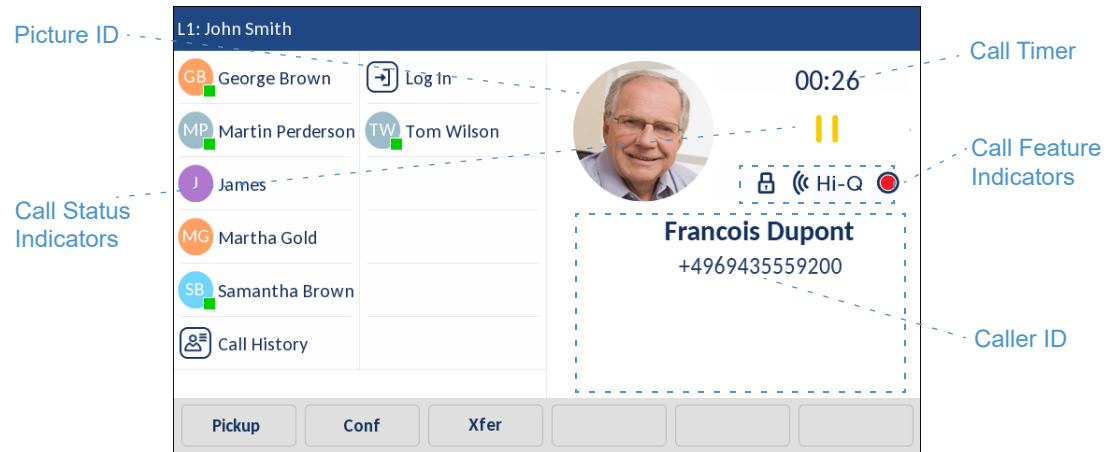 Picture ID
Call Status
Indicators
L1: John Smith
GB George Brown
MP Martin Perderson
J James
MG Martha Gold
SB Samantha Brown
Call History
Log In
TW Tom Wilson
00:26
Hi-Q
Francois Dupont
+4969435559200
Pickup Conf Xfer
Call Timer
Call Feature
Indicators
Caller ID